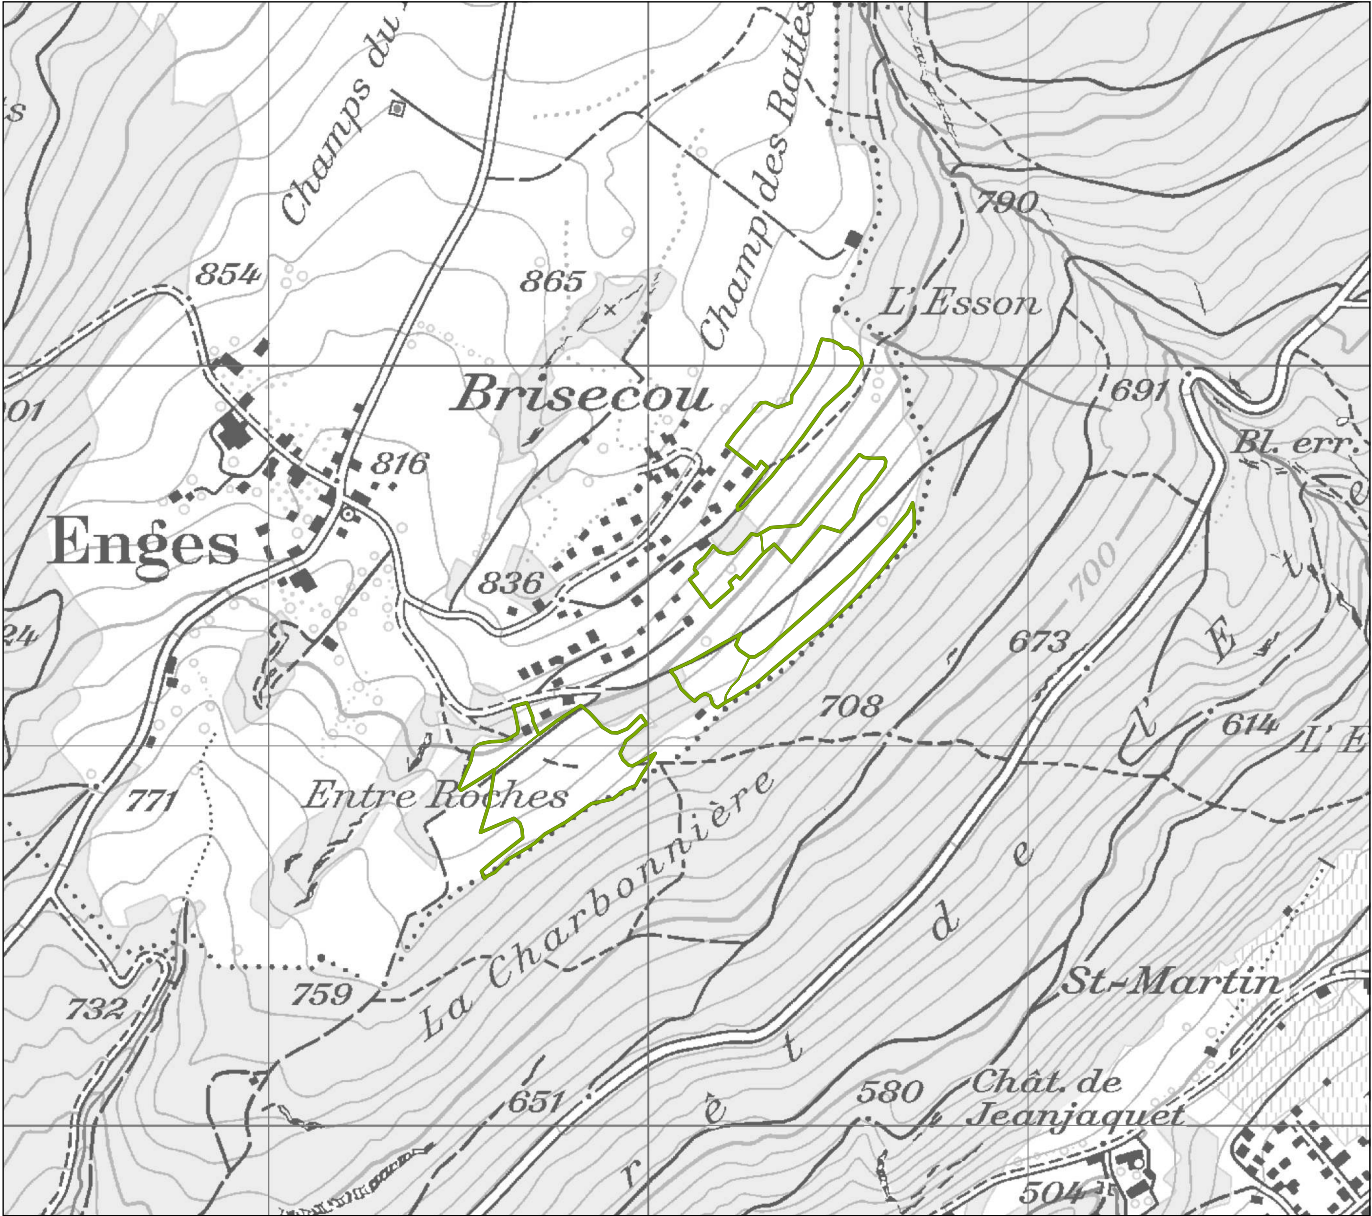 Champs du
Champ des Rattes
790
854
865
L'Esson
Brisecou
691
816
Bl. err.
Enges
836
700
673
708
614
771
Entre Roches
La Charbonnière
732
759
St-Martin
651
580
Chât. de
Jeanjaquet
504